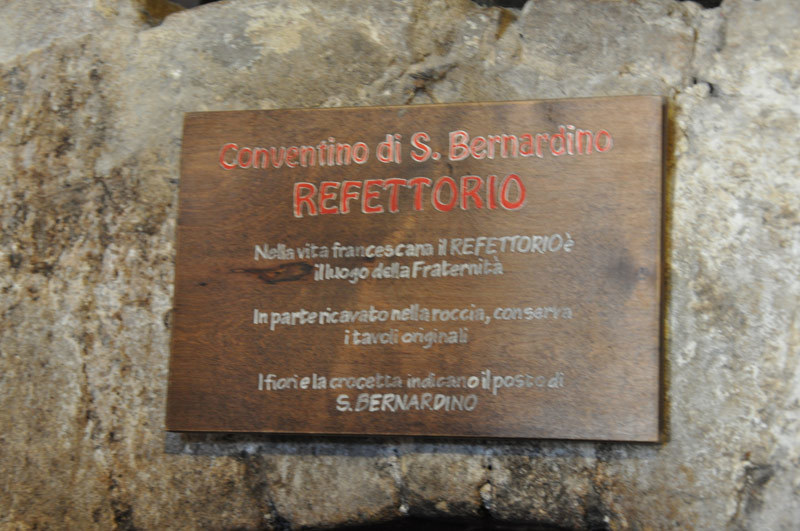 Conventino di S. Bernardino
REFETTORIO
Nella vita francescana il REFETTORIO è
il luogo della Fraternità
In parte ricavato nella roccia, conserva
i tavoli originali
I fiori e la crocetta indicano il posto di
S. BERNARDINO